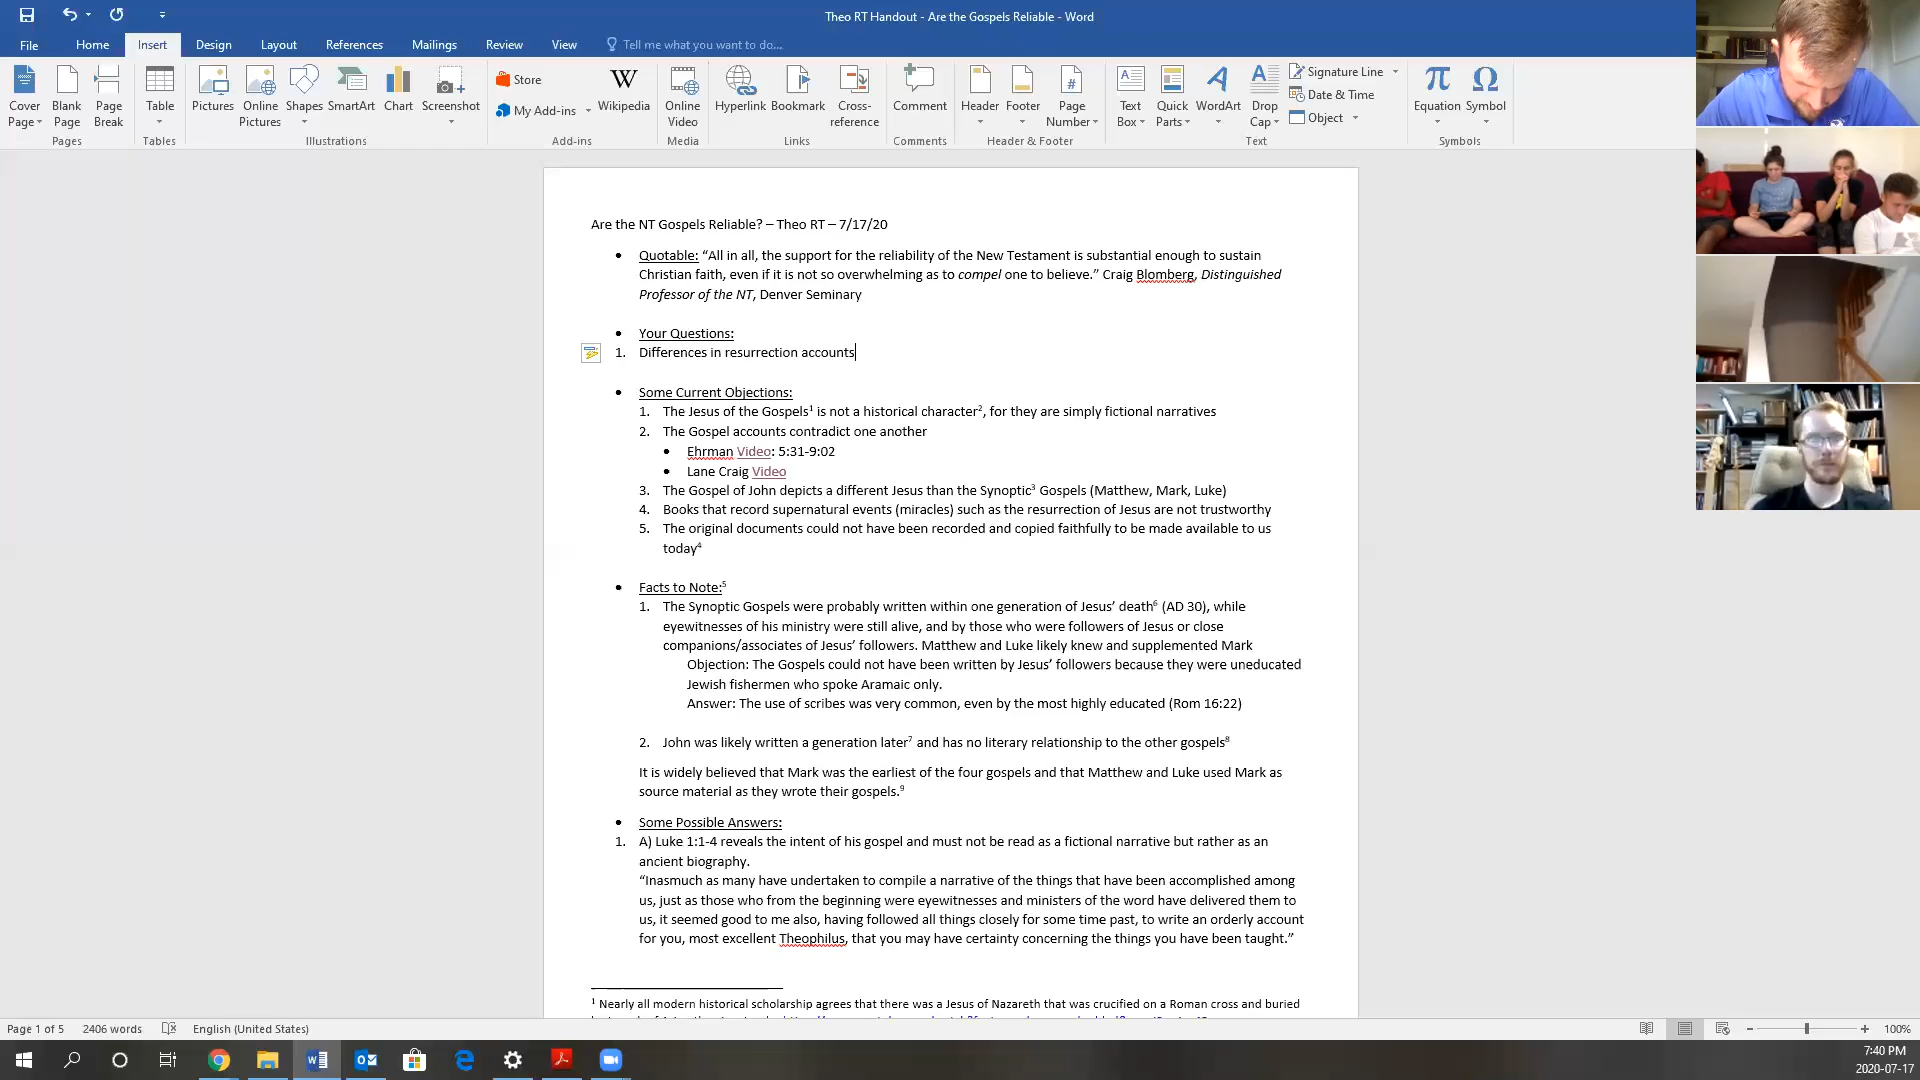 Theo RT Handout - Are the Gospels Reliable - Word
File Home Insert Design Layout References Mailings Review View Tell me what you want to do...
Cover Page
Blank Page
Page Break
Table
Pictures
Online Pictures
Shapes
SmartArt
Chart
Screenshot
Store
My Add-ins
Wikipedia
Online Video
Hyperlink
Bookmark
Cross-reference
Comment
Header
Footer
Page Number
Text Box
Quick Parts
WordArt
Drop Cap
Signature Line
Date & Time
Object
Equation
Symbol
Pages Tables Illustrations Add-ins Media Links Comments Header & Footer Text Symbols
Are the NT Gospels Reliable? – Theo RT – 7/17/20
• Quotable: “All in all, the support for the reliability of the New Testament is substantial enough to sustain
Christian faith, even if it is not so overwhelming as to compel one to believe.” Craig Blomberg, Distinguished
Professor of the NT, Denver Seminary
• Your Questions:
1. Differences in resurrection accounts
• Some Current Objections:
1. The Jesus of the Gospels¹ is not a historical character², for they are simply fictional narratives
2. The Gospel accounts contradict one another
• Ehrman Video: 5:31-9:02
• Lane Craig Video
3. The Gospel of John depicts a different Jesus than the Synoptic³ Gospels (Matthew, Mark, Luke)
4. Books that record supernatural events (miracles) such as the resurrection of Jesus are not trustworthy
5. The original documents could not have been recorded and copied faithfully to be made available to us
today⁴
• Facts to Note:⁵
1. The Synoptic Gospels were probably written within one generation of Jesus’ death⁶ (AD 30), while
eyewitnesses of his ministry were still alive, and by those who were followers of Jesus or close
companions/associates of Jesus’ followers. Matthew and Luke likely knew and supplemented Mark
Objection: The Gospels could not have been written by Jesus’ followers because they were uneducated
Jewish fishermen who spoke Aramaic only.
Answer: The use of scribes was very common, even by the most highly educated (Rom 16:22)
2. John was likely written a generation later⁷ and has no literary relationship to the other gospels⁸
It is widely believed that Mark was the earliest of the four gospels and that Matthew and Luke used Mark as
source material as they wrote their gospels.⁹
• Some Possible Answers:
1. A) Luke 1:1-4 reveals the intent of his gospel and must not be read as a fictional narrative but rather as an
ancient biography.
“Inasmuch as many have undertaken to compile a narrative of the things that have been accomplished among
us, just as those who from the beginning were eyewitnesses and ministers of the word have delivered them to
us, it seemed good to me also, having followed all things closely for some time past, to write an orderly account
for you, most excellent Theophilus, that you may have certainty concerning the things you have been taught.”
¹ Nearly all modern historical scholarship agrees that there was a Jesus of Nazareth that was crucified on a Roman cross and buried
Page 1 of 5 2406 words English (United States) 100%
7:40 PM
2020-07-17